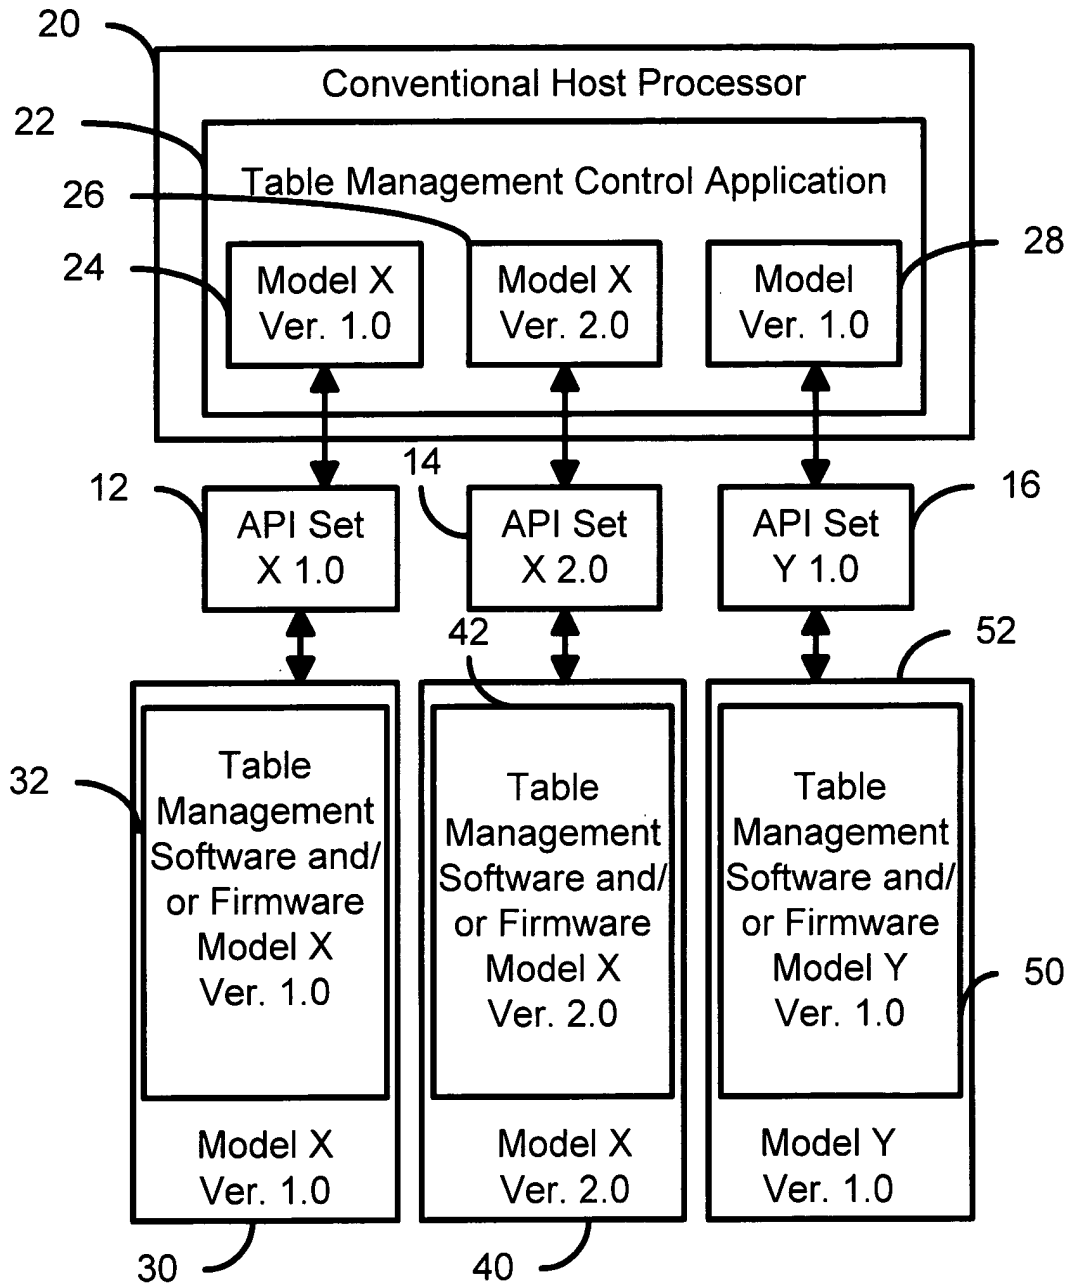 20
Conventional Host Processor
22
Table Management Control Application
26
24
28
Model X
Ver. 1.0
Model X
Ver. 2.0
Model
Ver. 1.0
12
14
16
API Set
X 1.0
API Set
X 2.0
API Set
Y 1.0
42
52
32
Table
Management
Software and/
or Firmware
Model X
Ver. 1.0
Table
Management
Software and/
or Firmware
Model X
Ver. 2.0
Table
Management
Software and/
or Firmware
Model Y
Ver. 1.0
50
Model X
Ver. 1.0
Model X
Ver. 2.0
Model Y
Ver. 1.0
30
40